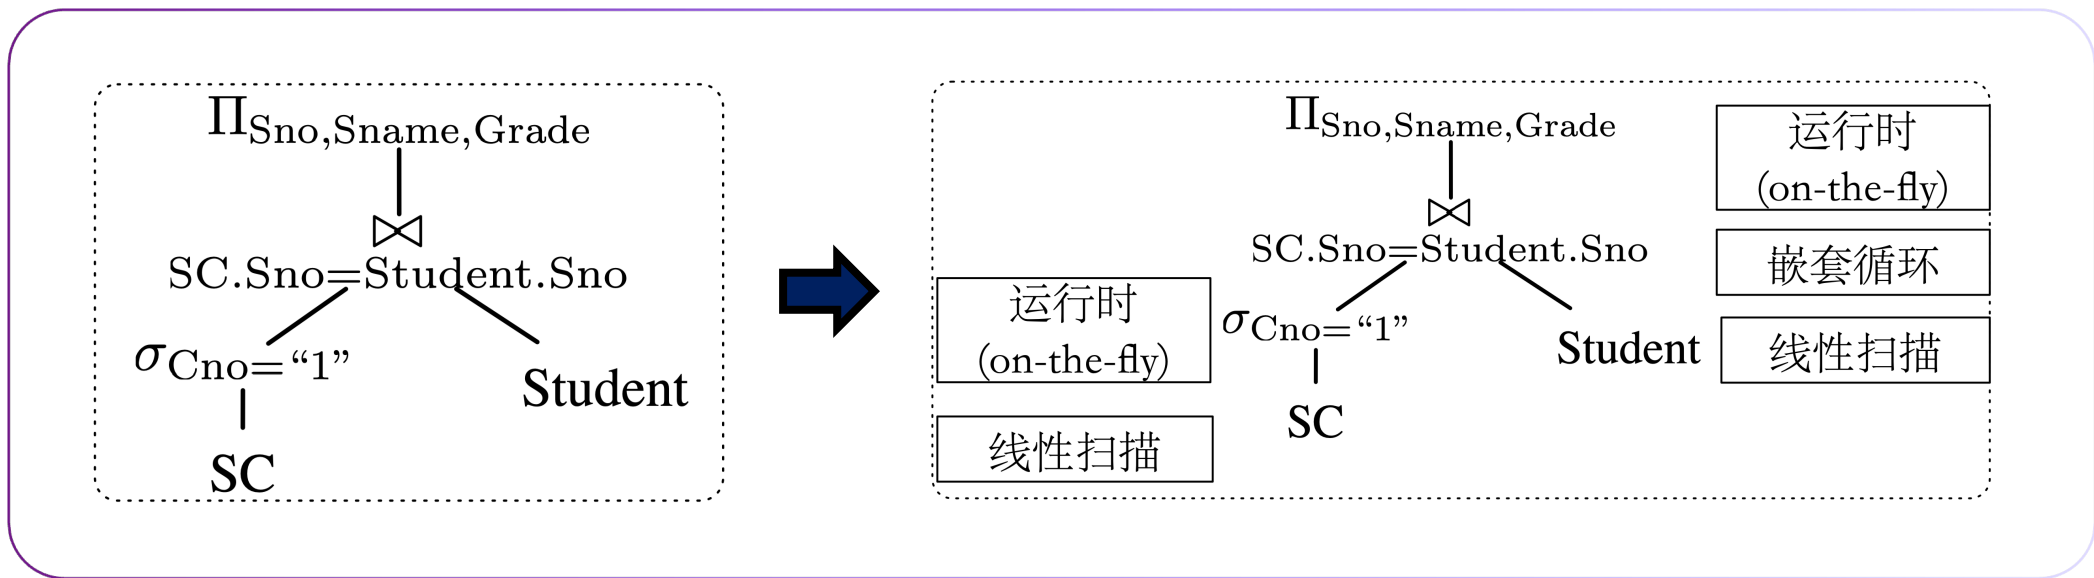 ΠSno,Sname,Grade
⋈
SC.Sno=Student.Sno
σCno=“1”
Student
SC
ΠSno,Sname,Grade
⋈
SC.Sno=Student.Sno
σCno=“1”
Student
SC
运行时
(on-the-fly)
线性扫描
运行时
(on-the-fly)
嵌套循环
线性扫描